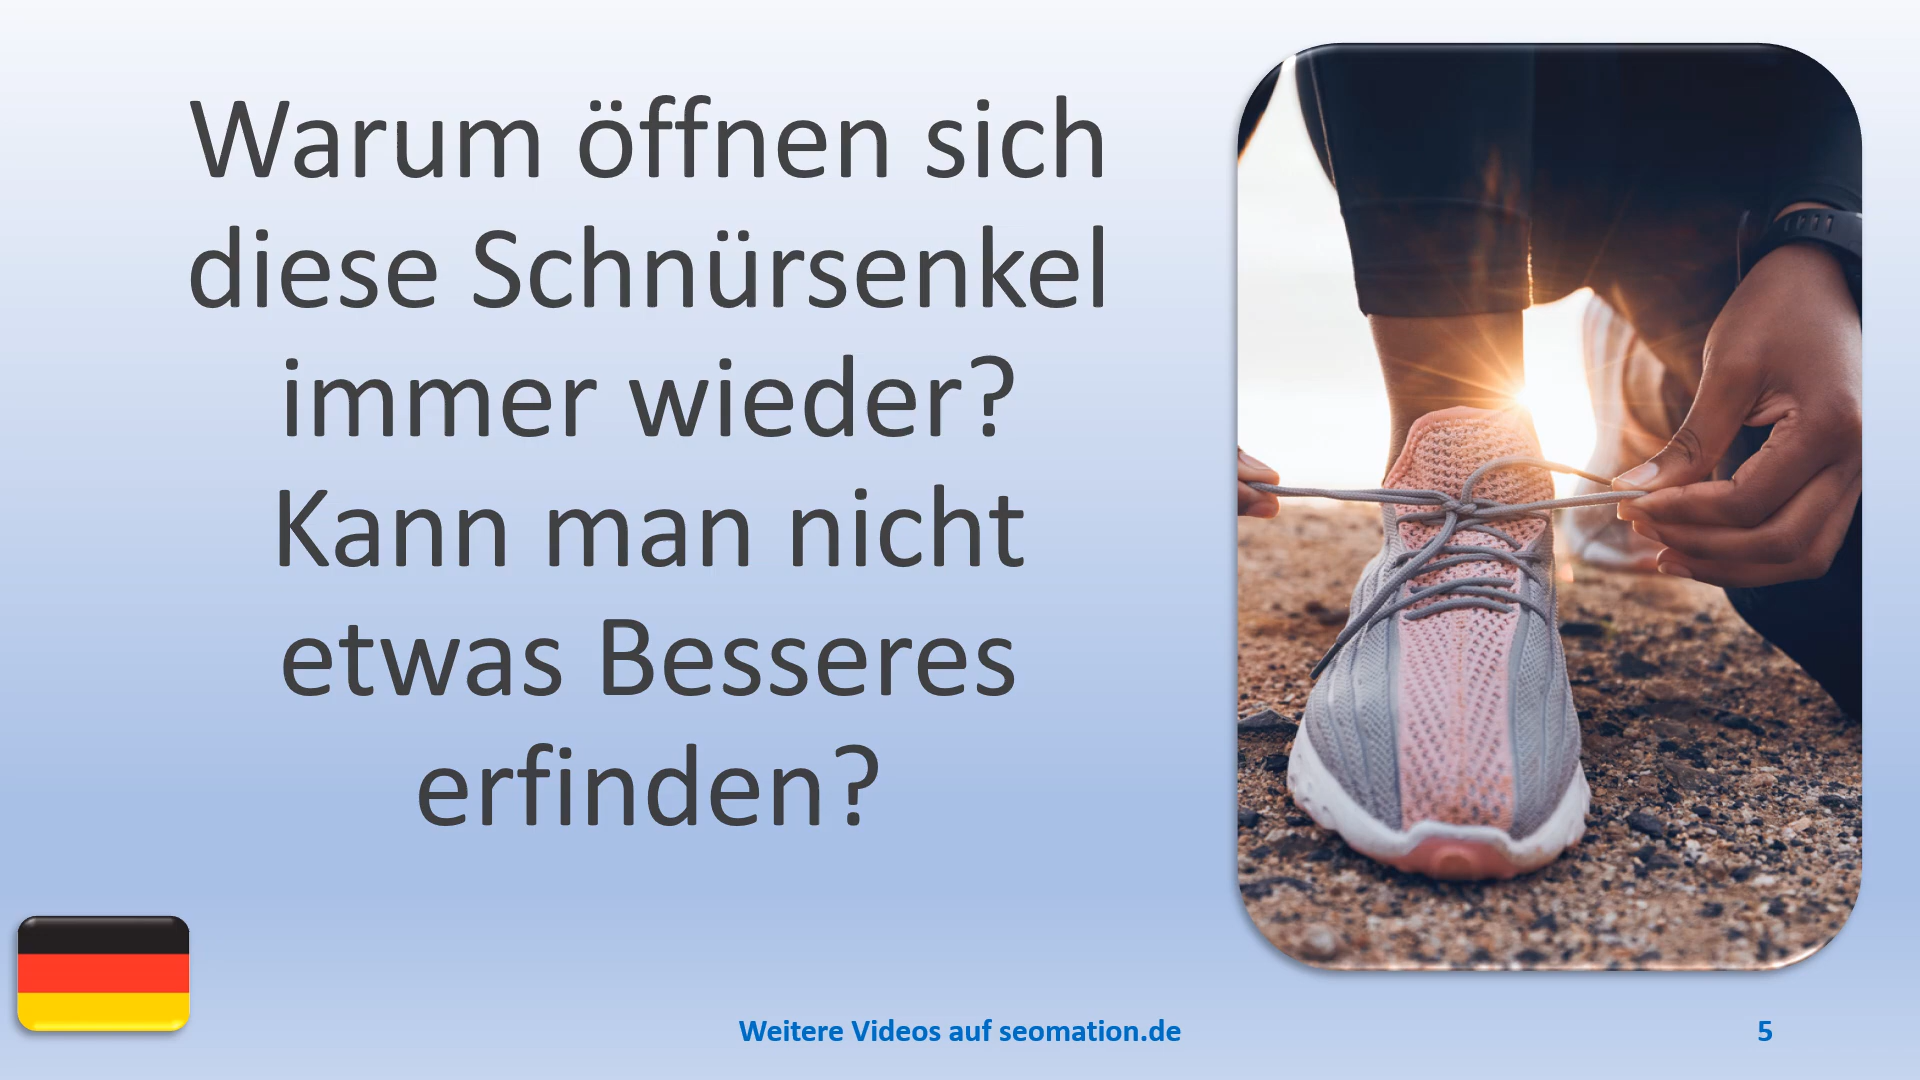 Warum öffnen sich
diese Schnürsenkel
immer wieder?
Kann man nicht
etwas Besseres
erfinden?
Weitere Videos auf seomation.de
5